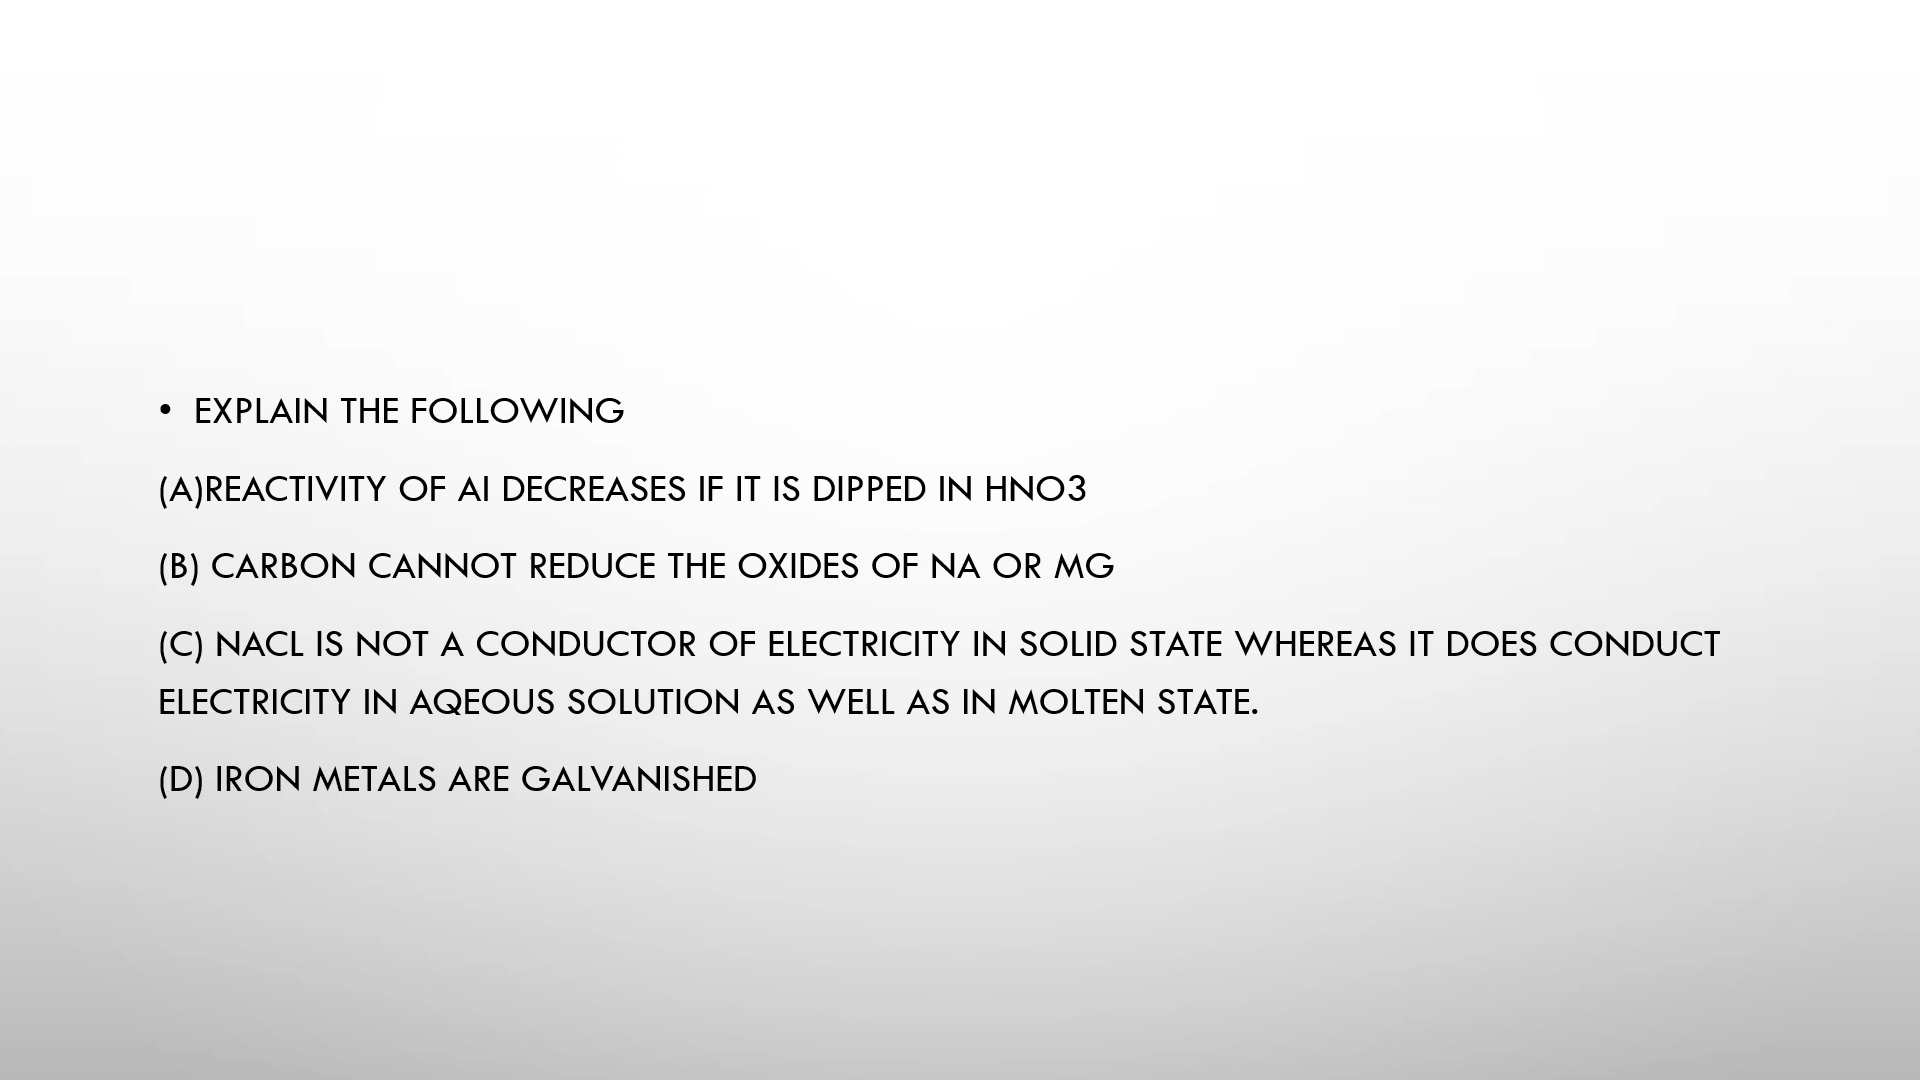 • EXPLAIN THE FOLLOWING
(A)REACTIVITY OF Al DECREASES IF IT IS DIPPED IN HNO3
(B) CARBON CANNOT REDUCE THE OXIDES OF NA OR MG
(C) NACL IS NOT A CONDUCTOR OF ELECTRICITY IN SOLID STATE WHEREAS IT DOES CONDUCT
ELECTRICITY IN AQEOUS SOLUTION AS WELL AS IN MOLTEN STATE.
(D) IRON METALS ARE GALVANISHED